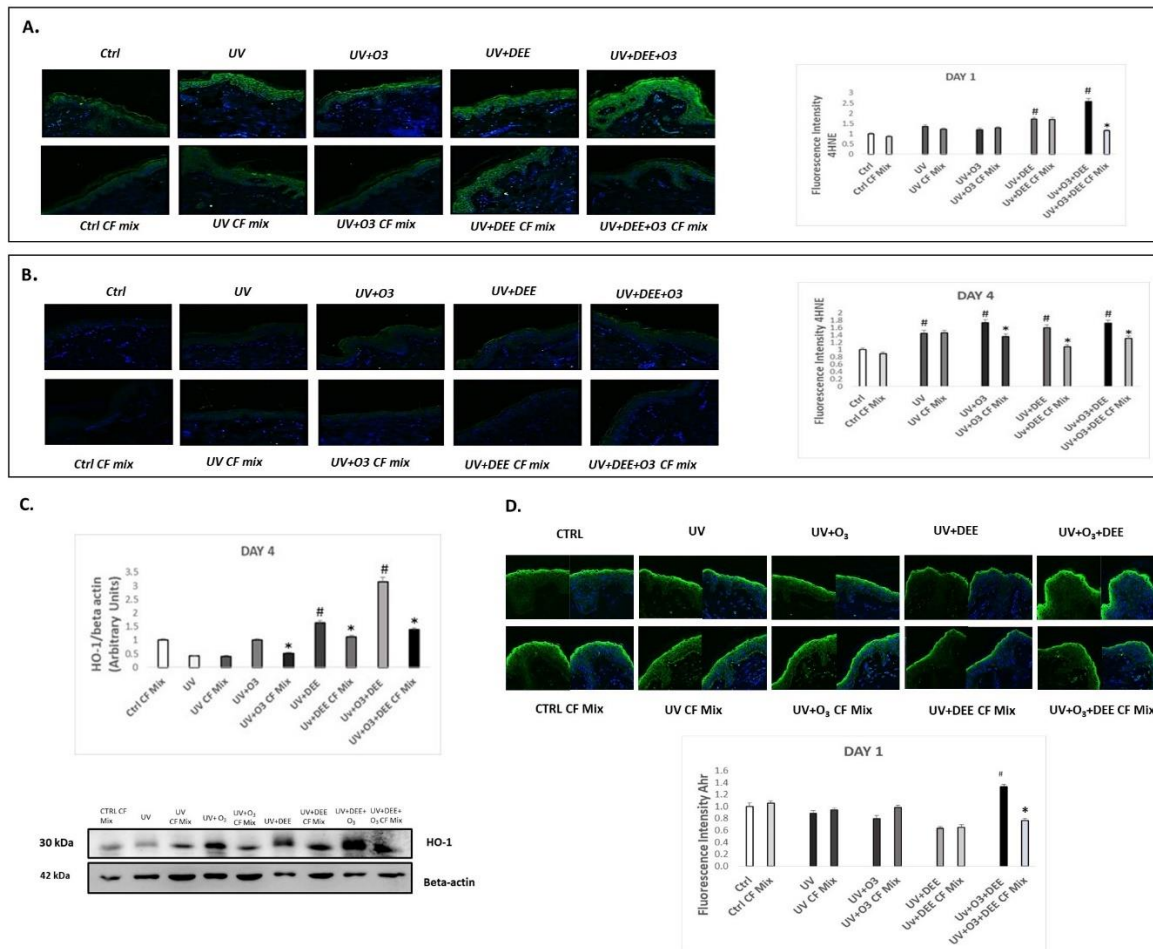 A.
Ctrl
UV
UV+O3
UV+DEE
UV+DEE+O3
Ctrl CF mix
UV CF mix
UV+O3 CF mix
UV+DEE CF mix
UV+DEE+O3 CF mix
DAY 1
Fluorescence Intensity
4HNE
3
2.5
2
1.5
1
0.5
0
#
#
*
Ctrl
Ctrl CF Mix
UV
UV CF Mix
UV+O3
UV+O3 CF Mix
UV+DEE
Uv+DEE CF Mix
Uv+O3+DEE
UV+O3+DEE CF Mix
B.
Ctrl
UV
UV+O3
UV+DEE
UV+DEE+O3
Ctrl CF mix
UV CF mix
UV+O3 CF mix
UV+DEE CF mix
UV+DEE+O3 CF mix
DAY 4
Fluorescence Intensity 4HNE
1.8
1.6
1.4
1.2
1
0.8
0.6
0.4
0.2
0
#
#
*
#
*
#
*
Ctrl
Ctrl CF Mix
UV
UV CF Mix
UV+O3
UV+O3 CF Mix
UV+DEE
Uv+DEE CF Mix
Uv+O3+DEE
UV+O3+DEE CF Mix
C.
DAY 4
HO-1/beta actin
(Arbitrary Units)
3.5
3
2.5
2
1.5
1
0.5
0
*
#
*
#
*
Ctrl CF Mix
UV
UV CF Mix
UV+O3
UV+O3 CF Mix
UV+DEE
Uv+DEE CF Mix
Uv+O3+DEE
UV+O3+DEE CF Mix
CTRL CF
Mix
UV
UV
CF Mix
UV+ O3
UV+O3
CF Mix
UV+DEE
UV+DEE
CF Mix
UV+DEE+
O3
UV+DEE+
O3 CF Mix
30 kDa
HO-1
42 kDa
Beta-actin
D.
CTRL
UV
UV+O₃
UV+DEE
UV+O₃+DEE
CTRL CF Mix
UV CF Mix
UV+O₃ CF Mix
UV+DEE CF Mix
UV+O₃+DEE CF Mix
DAY 1
Fluorescence Intensity Ahr
1.6
1.4
1.2
1.0
0.8
0.6
0.4
0.2
0.0
#
*
Ctrl
Ctrl CF Mix
UV
UV CF Mix
UV+O3
UV+O3 CF Mix
UV+DEE
Uv+DEE CF Mix
Uv+O3+DEE
UV+O3+DEE CF Mix